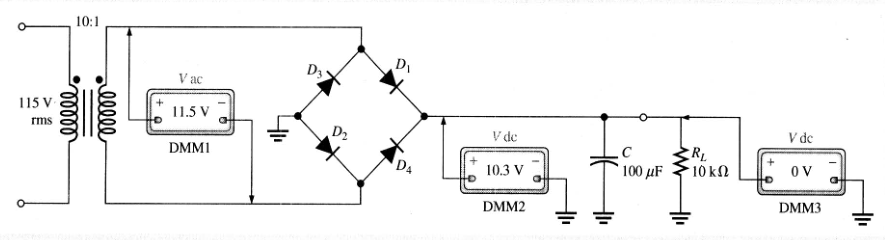 10:1
115 V
rms
V ac
+
−
11.5 V
DMM1
D3
D1
D2
D4
V dc
+
−
10.3 V
DMM2
C
100 μF
RL
10 kΩ
V dc
+
−
0 V
DMM3